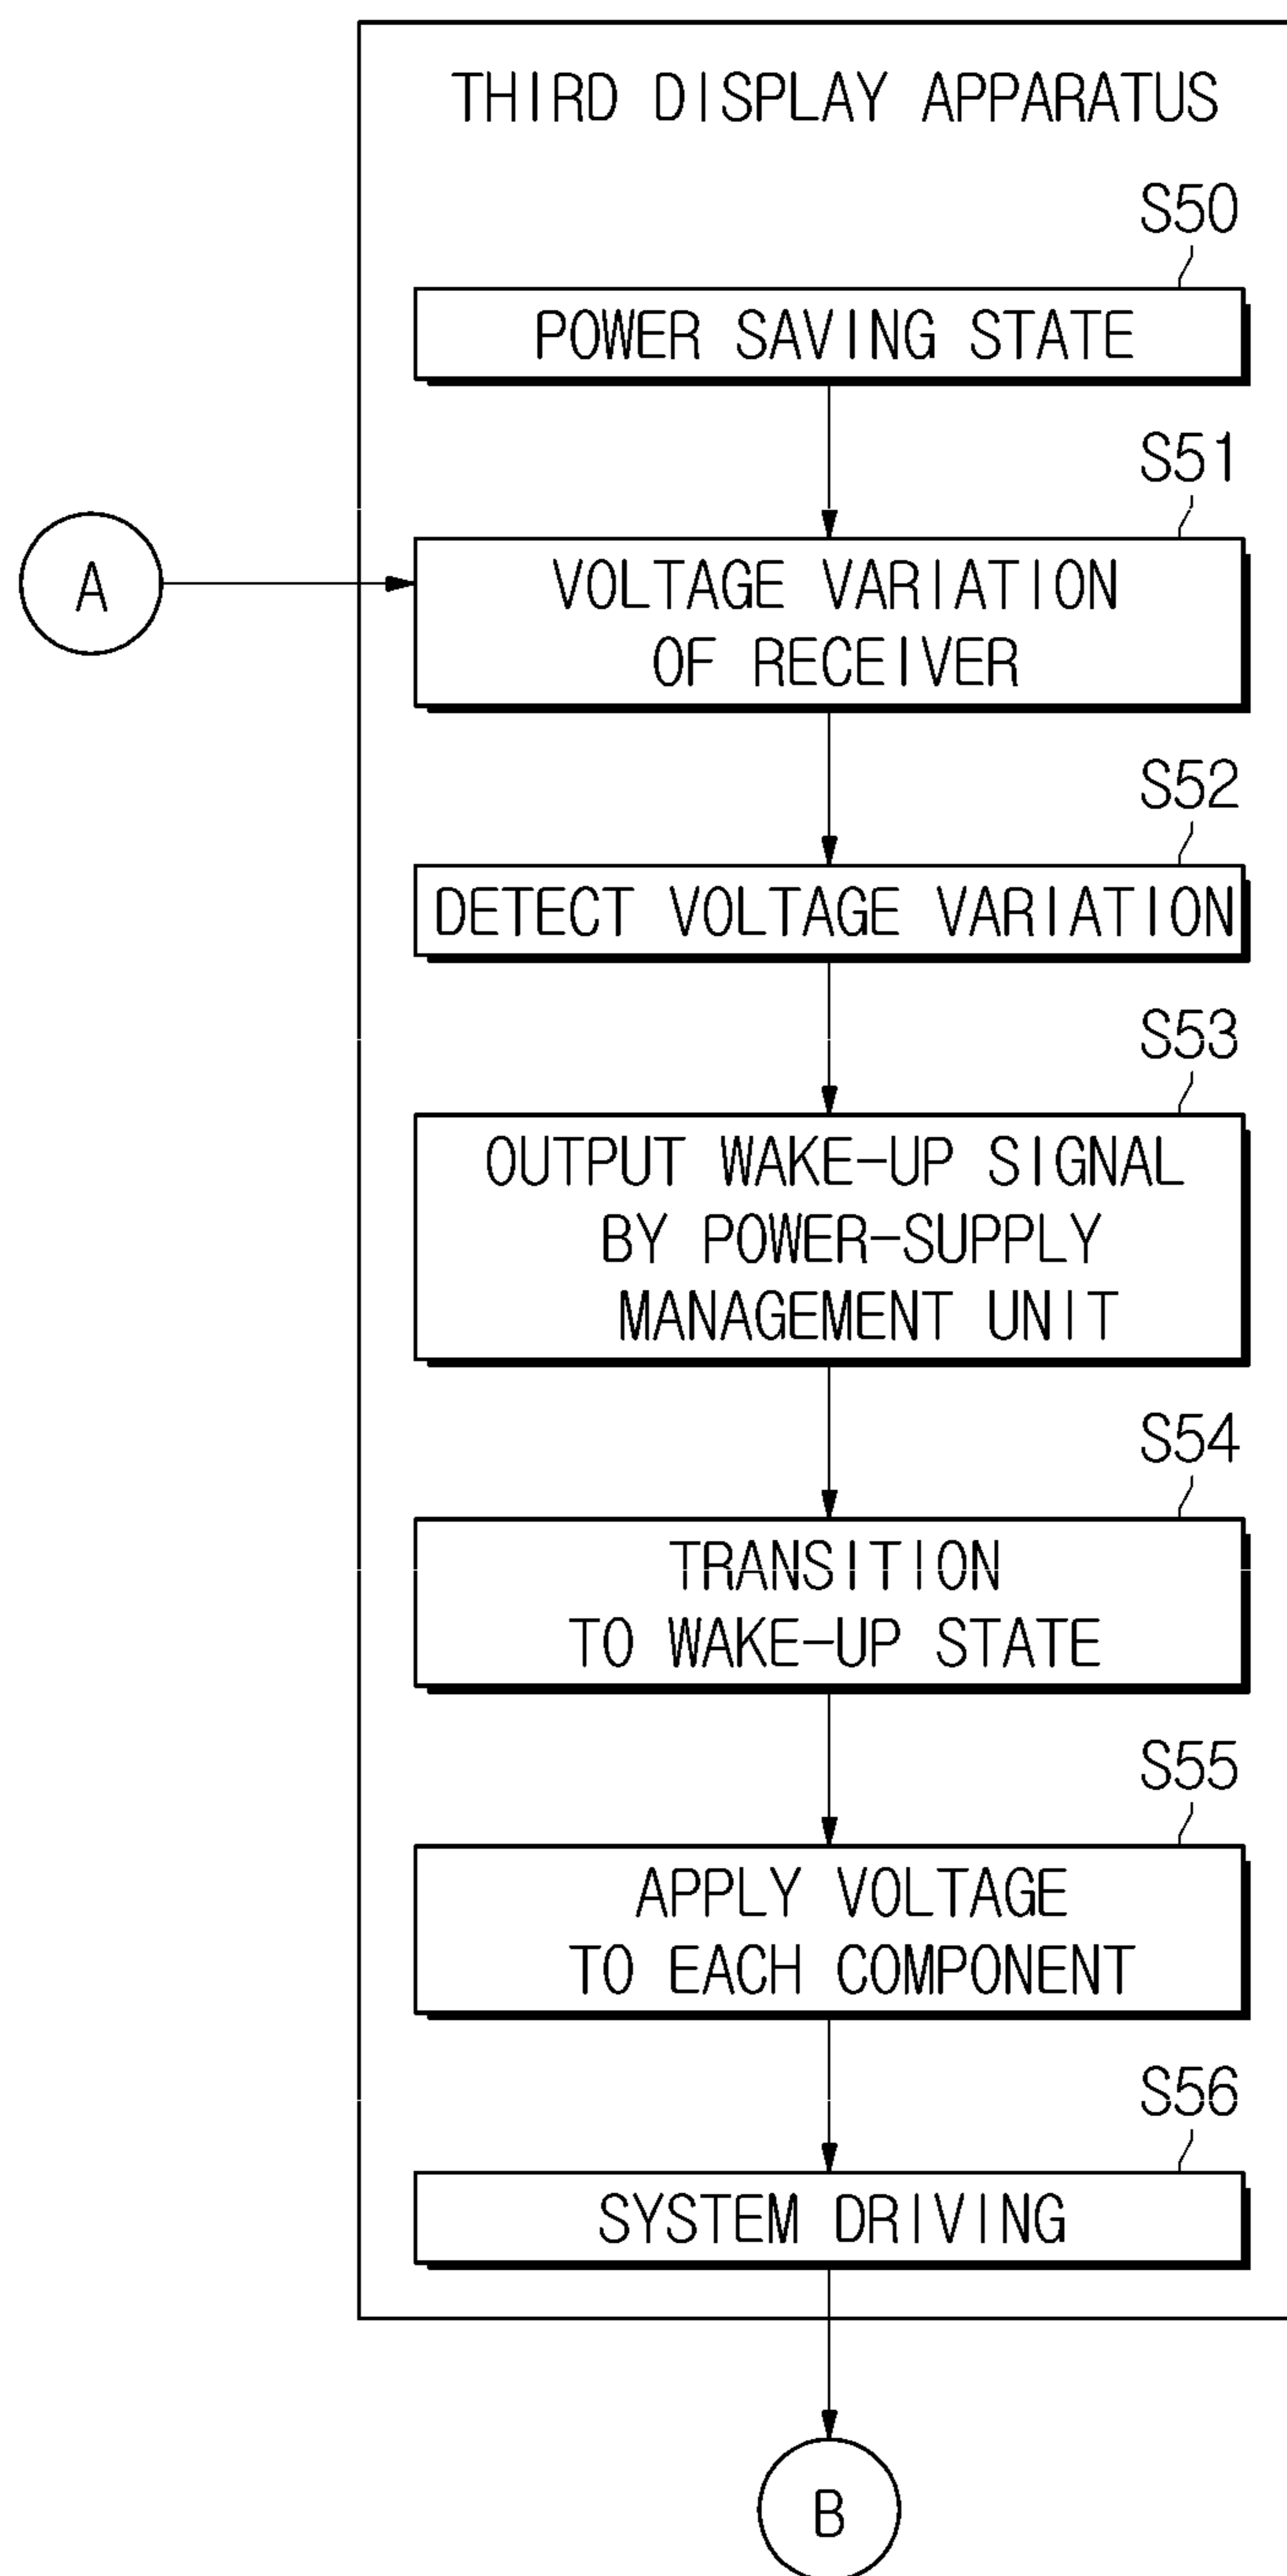 THIRD DISPLAY APPARATUS
S50
POWER SAVING STATE
S51
A
VOLTAGE VARIATION
OF RECEIVER
S52
DETECT VOLTAGE VARIATION
S53
OUTPUT WAKE-UP SIGNAL
BY POWER-SUPPLY
MANAGEMENT UNIT
S54
TRANSITION
TO WAKE-UP STATE
S55
APPLY VOLTAGE
TO EACH COMPONENT
S56
SYSTEM DRIVING
B